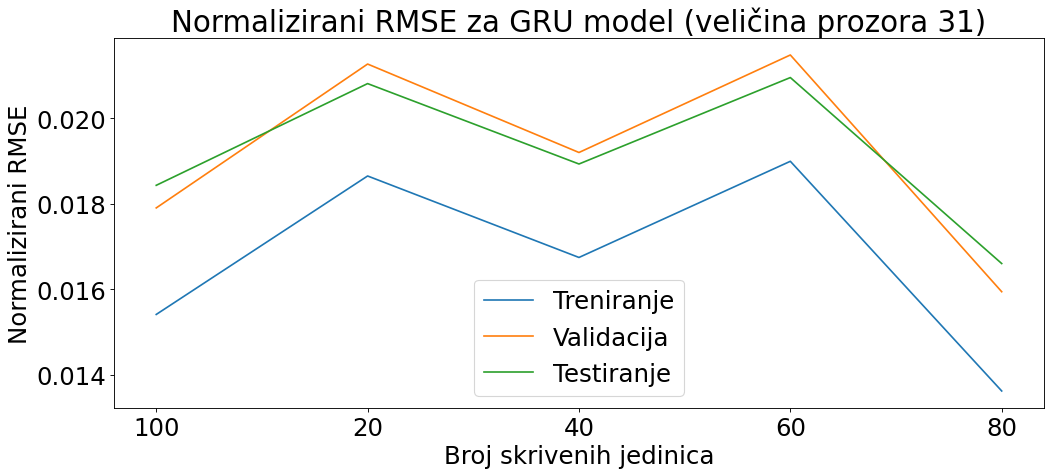 Normalizirani RMSE za GRU model (veličina prozora 31)
Normalizirani RMSE
0.020
0.018
0.016
0.014
Treniranje
Validacija
Testiranje
100 20 40 60 80
Broj skrivenih jedinica